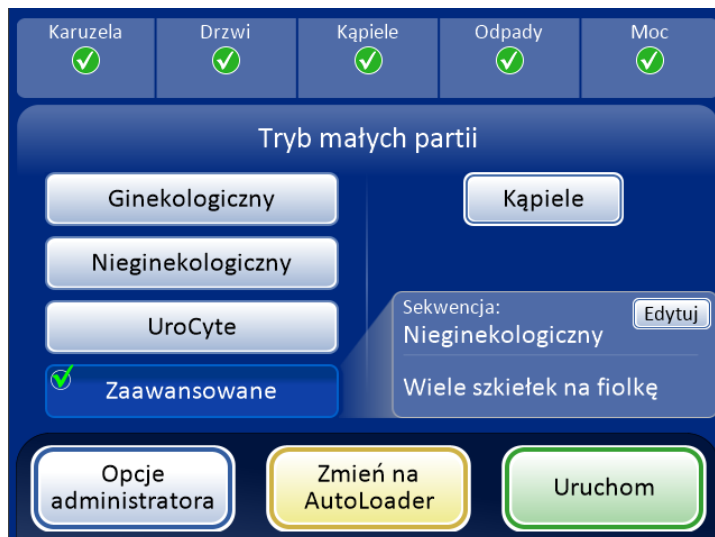 Karuzela
Drzwi
Kąpiele
Odpady
Moc
Tryb małych partii
Ginekologiczny
Kąpiele
Nieginekologiczny
UroCyte
Sekwencja:
Edytuj
Nieginekologiczny
Zaawansowane
Wiele szkiełek na fiolkę
Opcje
administratora
Zmień na
AutoLoader
Uruchom